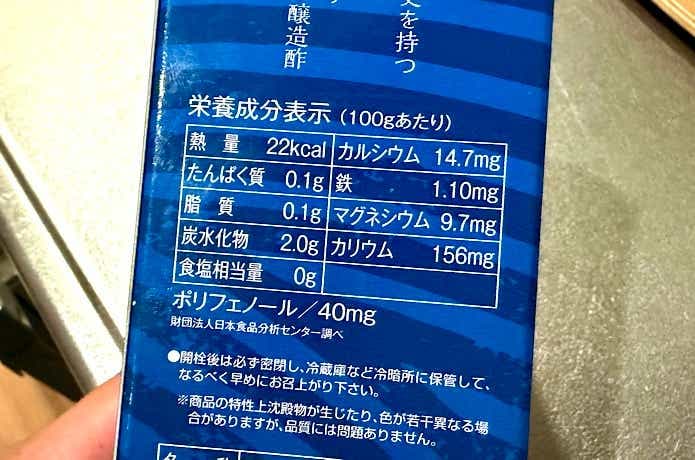 史を持つ
醸造酢
栄養成分表示（100gあたり）
熱量 22kcal カルシウム 14.7mg
たんぱく質 0.1g 鉄 1.10mg
脂質 0.1g マグネシウム 9.7mg
炭水化物 2.0g カリウム 156mg
食塩相当量 0g
ポリフェノール／40mg
財団法人日本食品分析センター調べ
●開栓後は必ず密閉し、冷蔵庫など冷暗所に保管して、
なるべく早めにお召上がり下さい。
※商品の特性上沈殿物が生じたり、色が若干異なる場
合がありますが、品質には問題ありません。